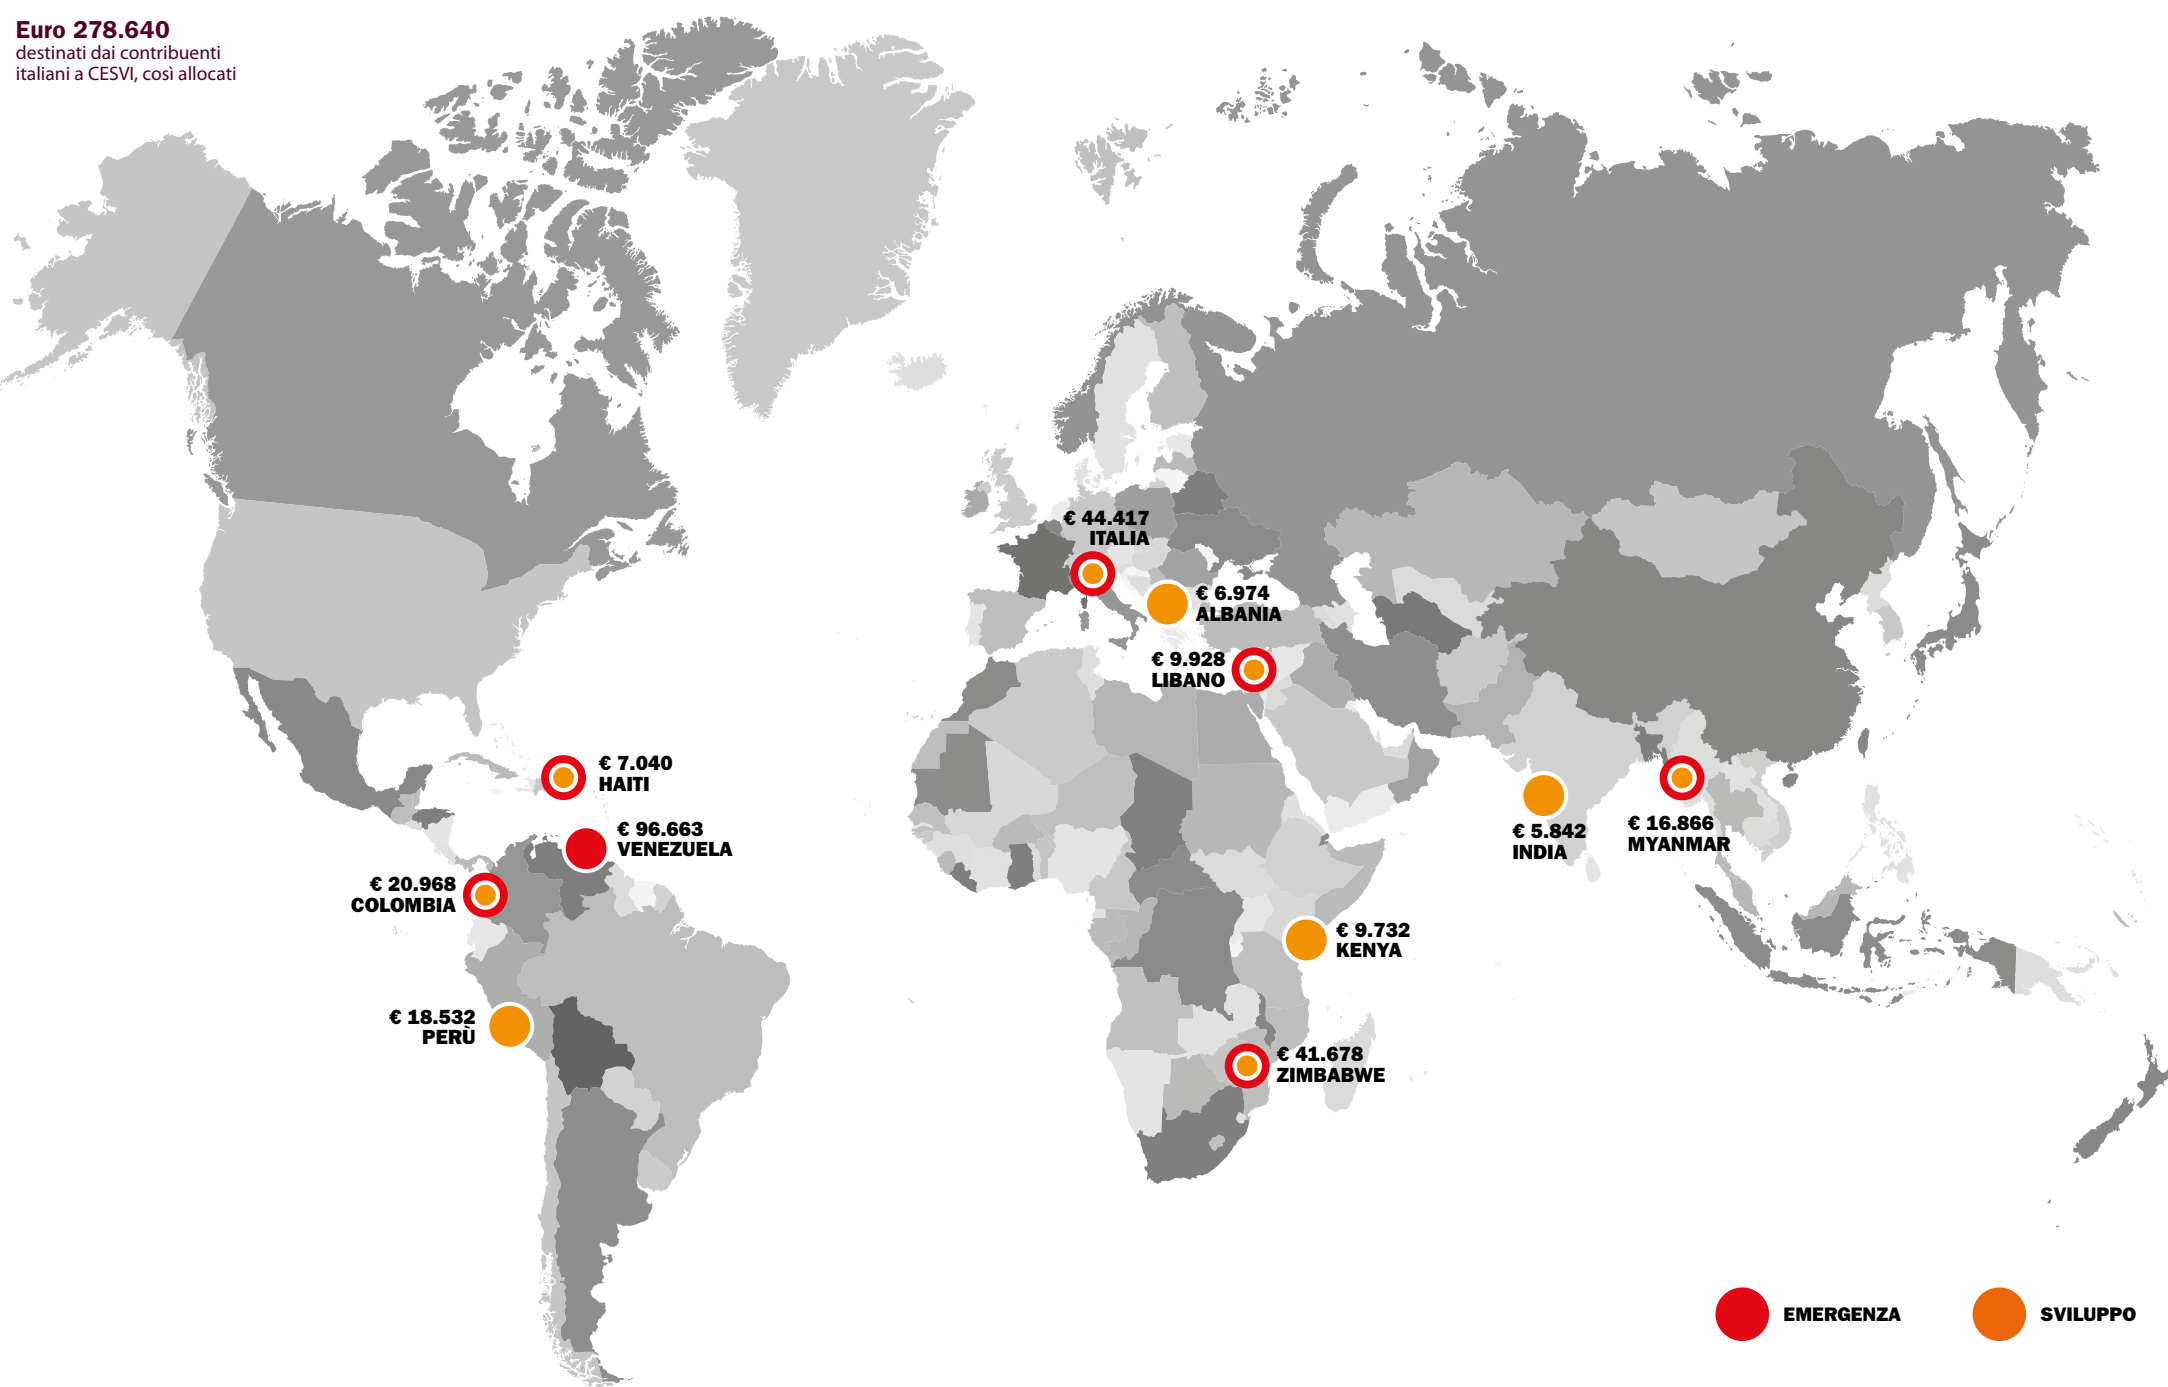 Euro 278.640
destinati dai contribuenti
italiani a CESVI, così allocati
€ 44.417
ITALIA
€ 6.974
ALBANIA
€ 9.928
LIBANO
€ 7.040
HAITI
€ 96.663
VENEZUELA
€ 20.968
COLOMBIA
€ 18.532
PERÙ
€ 5.842
INDIA
€ 16.866
MYANMAR
€ 9.732
KENYA
€ 41.678
ZIMBABWE
EMERGENZA
SVILUPPO